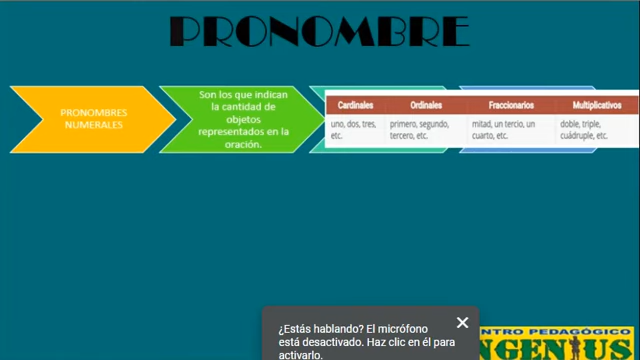 PRONOMBRE
PRONOMBRES
NUMERALES
Son los que indican
la cantidad de
objetos
representados en la
oración.
Cardinales Ordinales Fraccionarios Multiplicativos
uno, dos, tres, primero, segundo, mitad, un tercio, un doble, triple,
etc. tercero, etc. cuarto, etc. cuádruple, etc.
¿Estás hablando? El micrófono
está desactivado. Haz clic en él para
activarlo.
NTRO PEDAGÓGICO
NGENIUS